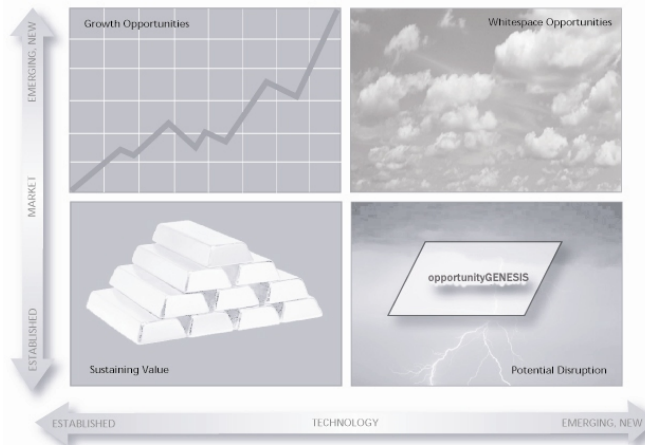 Growth Opportunities
Whitespace Opportunities
EMERGING, NEW
MARKET
ESTABLISHED
opportunityGENESIS
Sustaining Value
Potential Disruption
ESTABLISHED
TECHNOLOGY
EMERGING, NEW